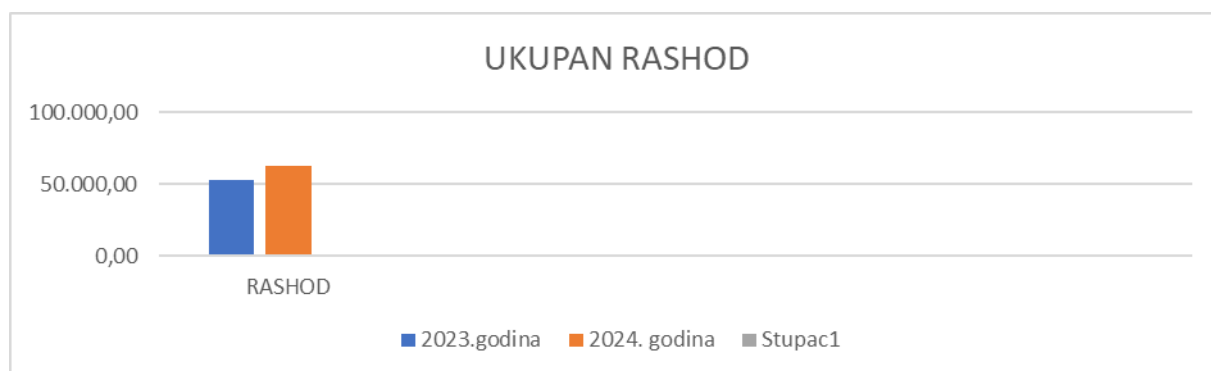 UKUPAN RASHOD
100.000,00
50.000,00
0,00
RASHOD
2023.godina 2024. godina Stupac1